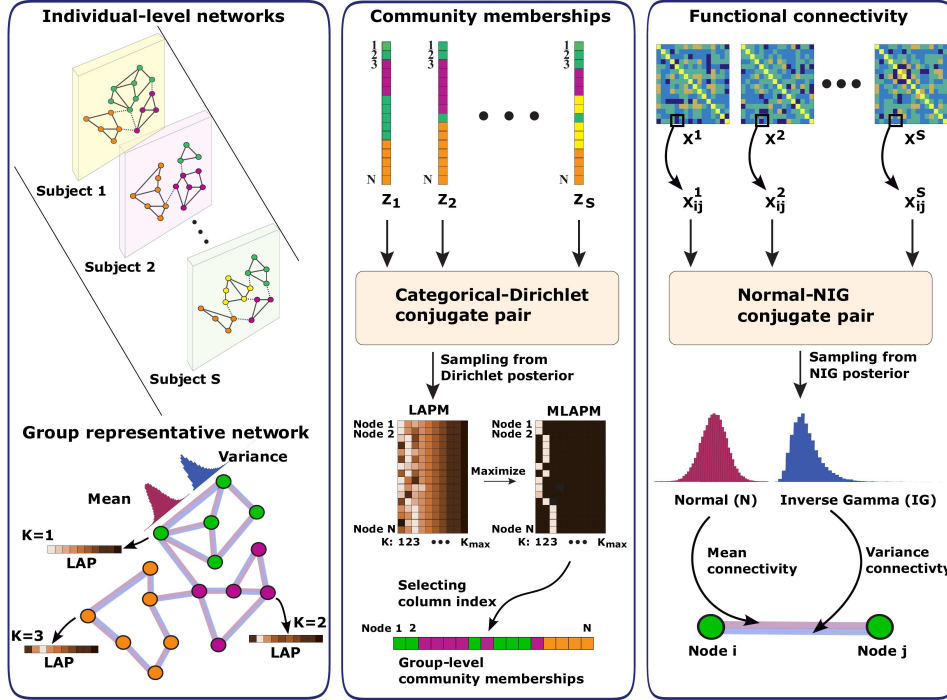 Individual-level networks
Subject 1
Subject 2
Subject S
Group representative network
Variance
Mean
K=1
LAP
K=3
LAP
K=2
LAP
Community memberships
1
2
3
N
z1
1
2
3
N
z2
1
2
3
N
zS
Categorical-Dirichlet
conjugate pair
Sampling from
Dirichlet posterior
LAPM
MLAPM
Node 1
Node 2
Node N
K: 123 ••• Kmax
Maximize
Node 1
Node 2
Node N
K: 123 ••• Kmax
Selecting
column index
Node 1 2 N
Group-level
community memberships
Functional connectivity
X1 X2 XS
x1ij x2ij xSij
Normal-NIG
conjugate pair
Sampling from
NIG posterior
Normal (N)
Inverse Gamma (IG)
Mean
connectivity
Variance
connectivty
Node i
Node j